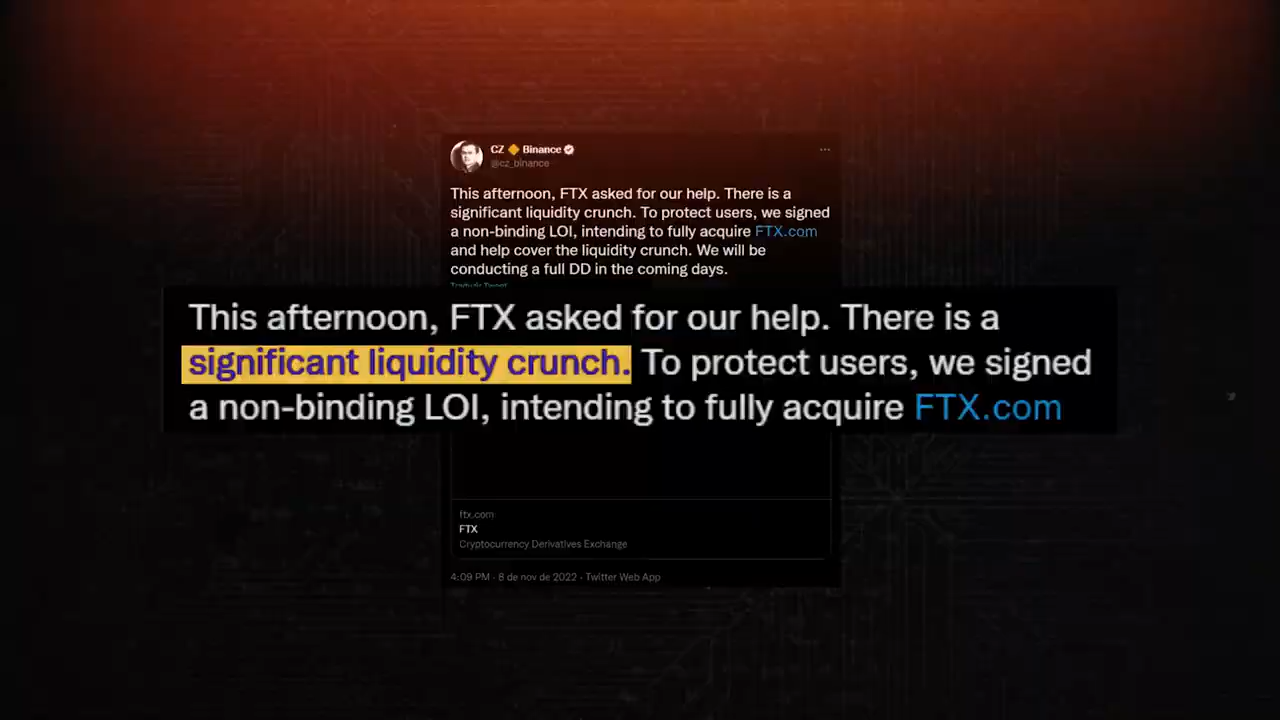 CZ 🔶 Binance
@cz_binance
This afternoon, FTX asked for our help. There is a
significant liquidity crunch. To protect users, we signed
a non-binding LOI, intending to fully acquire FTX.com
and help cover the liquidity crunch. We will be
conducting a full DD in the coming days.
Traduzir Tweet
This afternoon, FTX asked for our help. There is a
significant liquidity crunch. To protect users, we signed
a non-binding LOI, intending to fully acquire FTX.com
ftx.com
FTX
Cryptocurrency Derivatives Exchange
4:09 PM · 8 de nov de 2022 · Twitter Web App